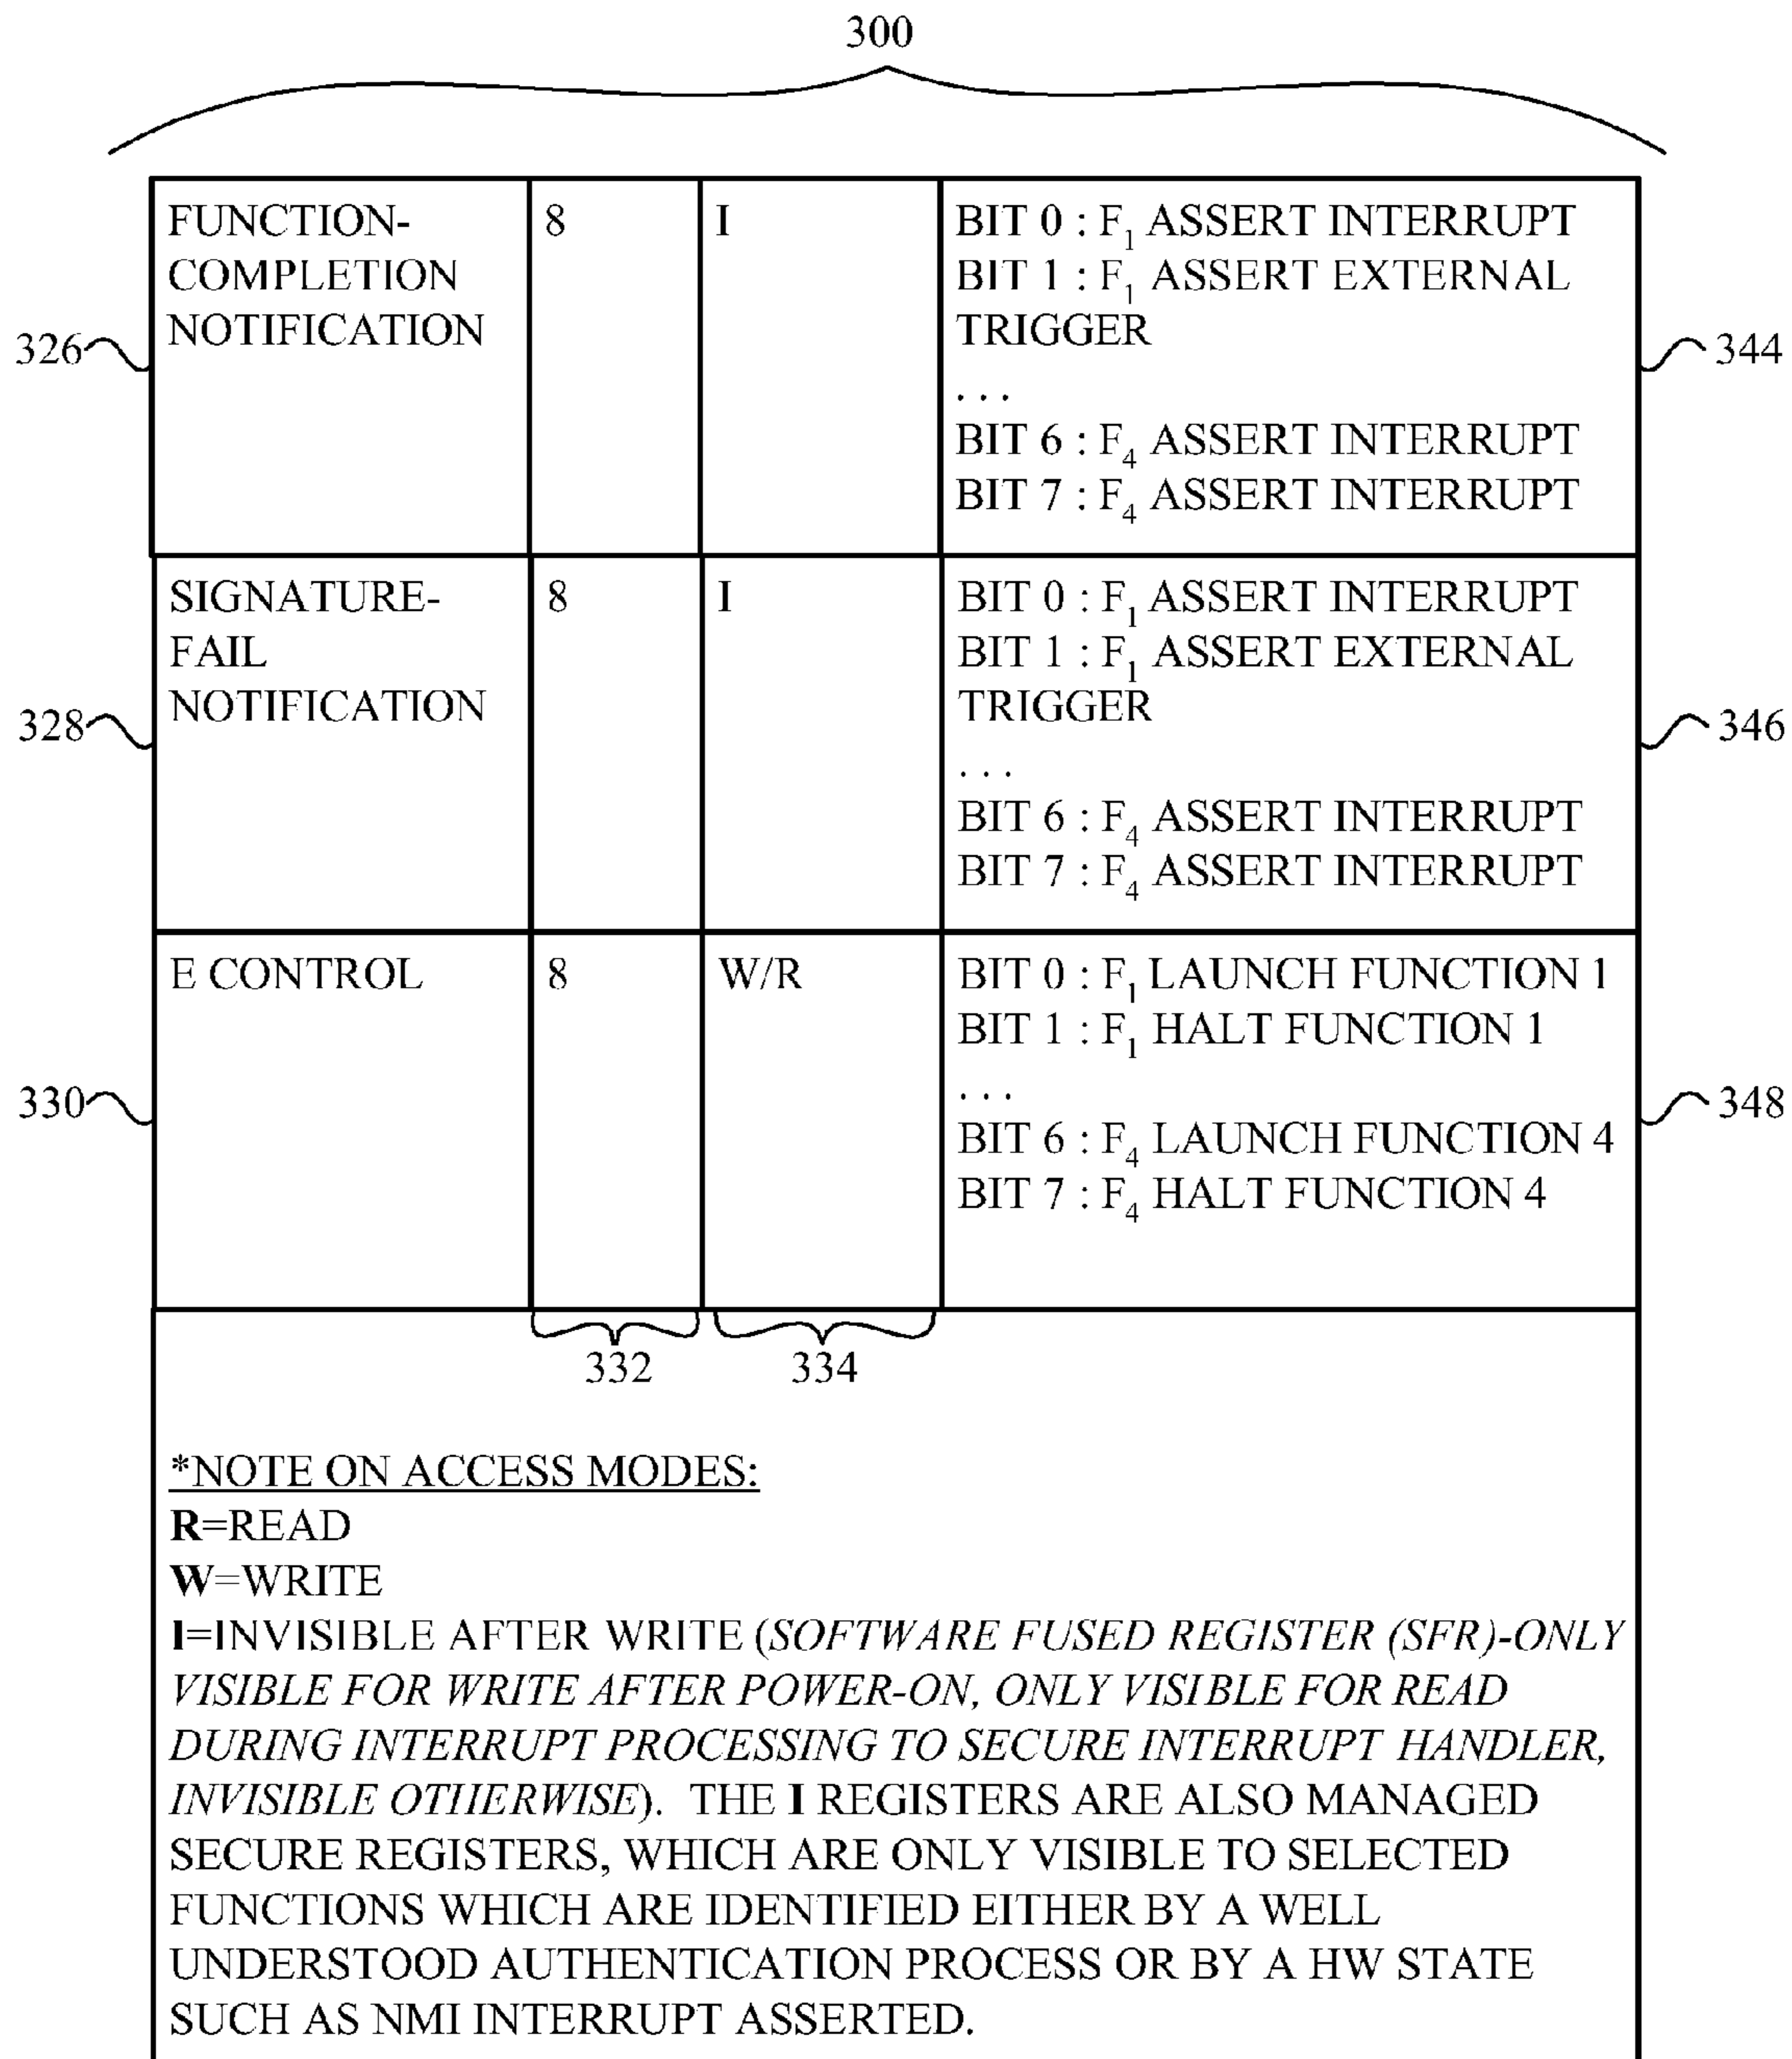 300
FUNCTION-
COMPLETION
NOTIFICATION
8
I
BIT 0 : F₁ ASSERT INTERRUPT
BIT 1 : F₁ ASSERT EXTERNAL
TRIGGER
. . .
BIT 6 : F₄ ASSERT INTERRUPT
BIT 7 : F₄ ASSERT INTERRUPT
326
344
SIGNATURE-
FAIL
NOTIFICATION
8
I
BIT 0 : F₁ ASSERT INTERRUPT
BIT 1 : F₁ ASSERT EXTERNAL
TRIGGER
. . .
BIT 6 : F₄ ASSERT INTERRUPT
BIT 7 : F₄ ASSERT INTERRUPT
328
346
E CONTROL
8
W/R
BIT 0 : F₁ LAUNCH FUNCTION 1
BIT 1 : F₁ HALT FUNCTION 1
. . .
BIT 6 : F₄ LAUNCH FUNCTION 4
BIT 7 : F₄ HALT FUNCTION 4
330
348
332
334
*NOTE ON ACCESS MODES:
R=READ
W=WRITE
I=INVISIBLE AFTER WRITE (SOFTWARE FUSED REGISTER (SFR)-ONLY
VISIBLE FOR WRITE AFTER POWER-ON, ONLY VISIBLE FOR READ
DURING INTERRUPT PROCESSING TO SECURE INTERRUPT HANDLER,
INVISIBLE OTHERWISE). THE I REGISTERS ARE ALSO MANAGED
SECURE REGISTERS, WHICH ARE ONLY VISIBLE TO SELECTED
FUNCTIONS WHICH ARE IDENTIFIED EITHER BY A WELL
UNDERSTOOD AUTHENTICATION PROCESS OR BY A HW STATE
SUCH AS NMI INTERRUPT ASSERTED.